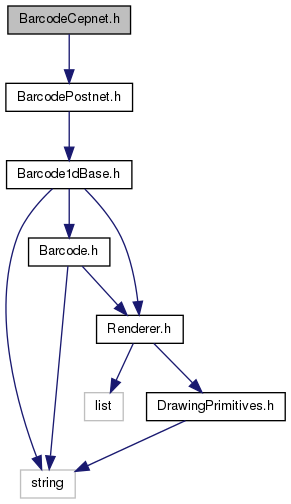 BarcodeCepnet.h
BarcodePostnet.h
Barcode1dBase.h
Barcode.h
Renderer.h
list
DrawingPrimitives.h
string